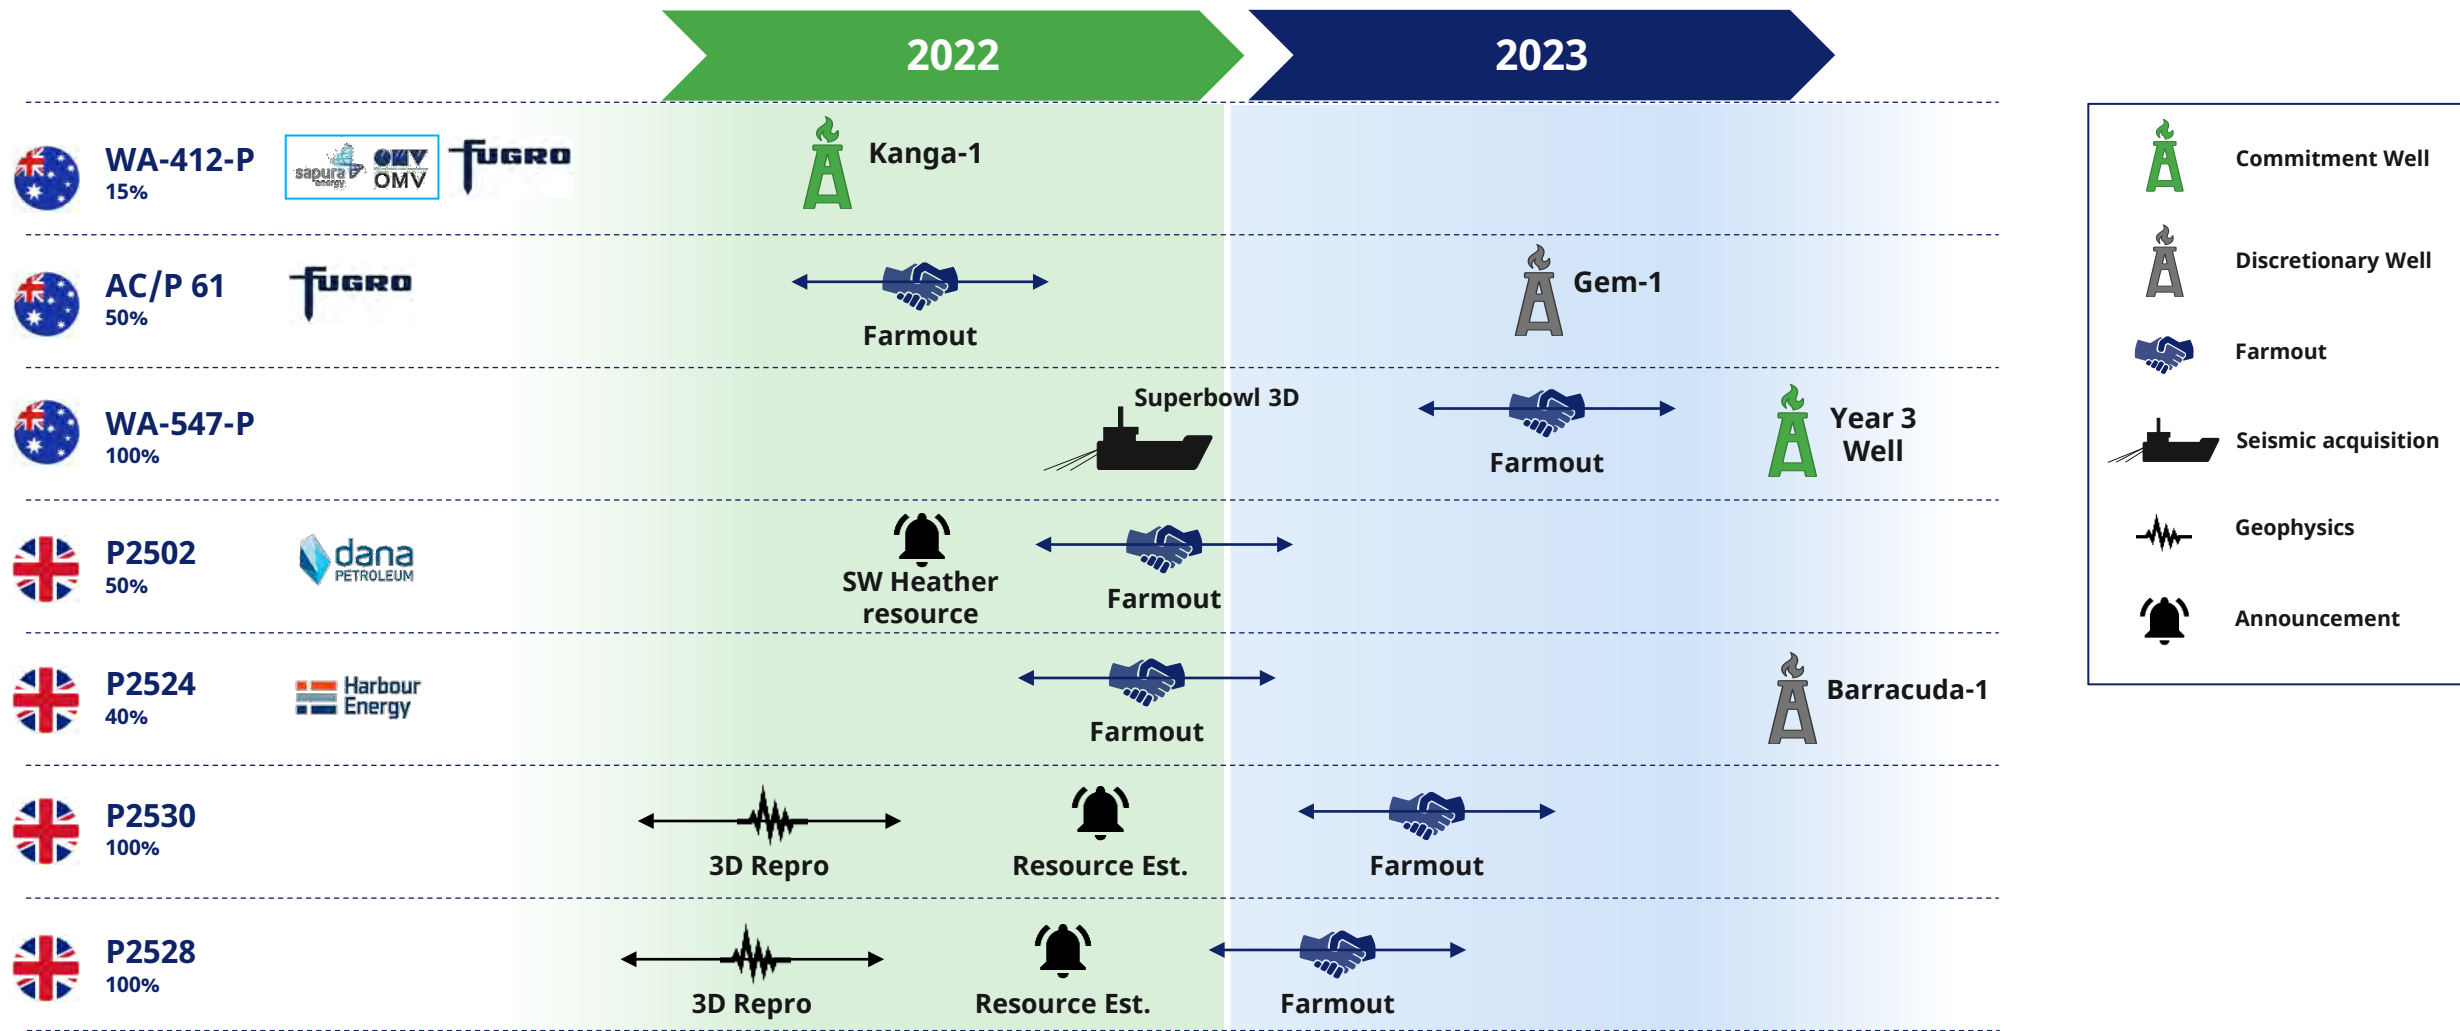 2022
2023
WA-412-P
15%
sapura
energy
OMV
OMV
FUGRO
Kanga-1
AC/P 61
50%
FUGRO
Farmout
Gem-1
WA-547-P
100%
Superbowl 3D
Farmout
Year 3
Well
P2502
50%
dana
PETROLEUM
SW Heather
resource
Farmout
P2524
40%
Harbour
Energy
Farmout
Barracuda-1
P2530
100%
3D Repro
Resource Est.
Farmout
P2528
100%
3D Repro
Resource Est.
Farmout
Commitment Well
Discretionary Well
Farmout
Seismic acquisition
Geophysics
Announcement